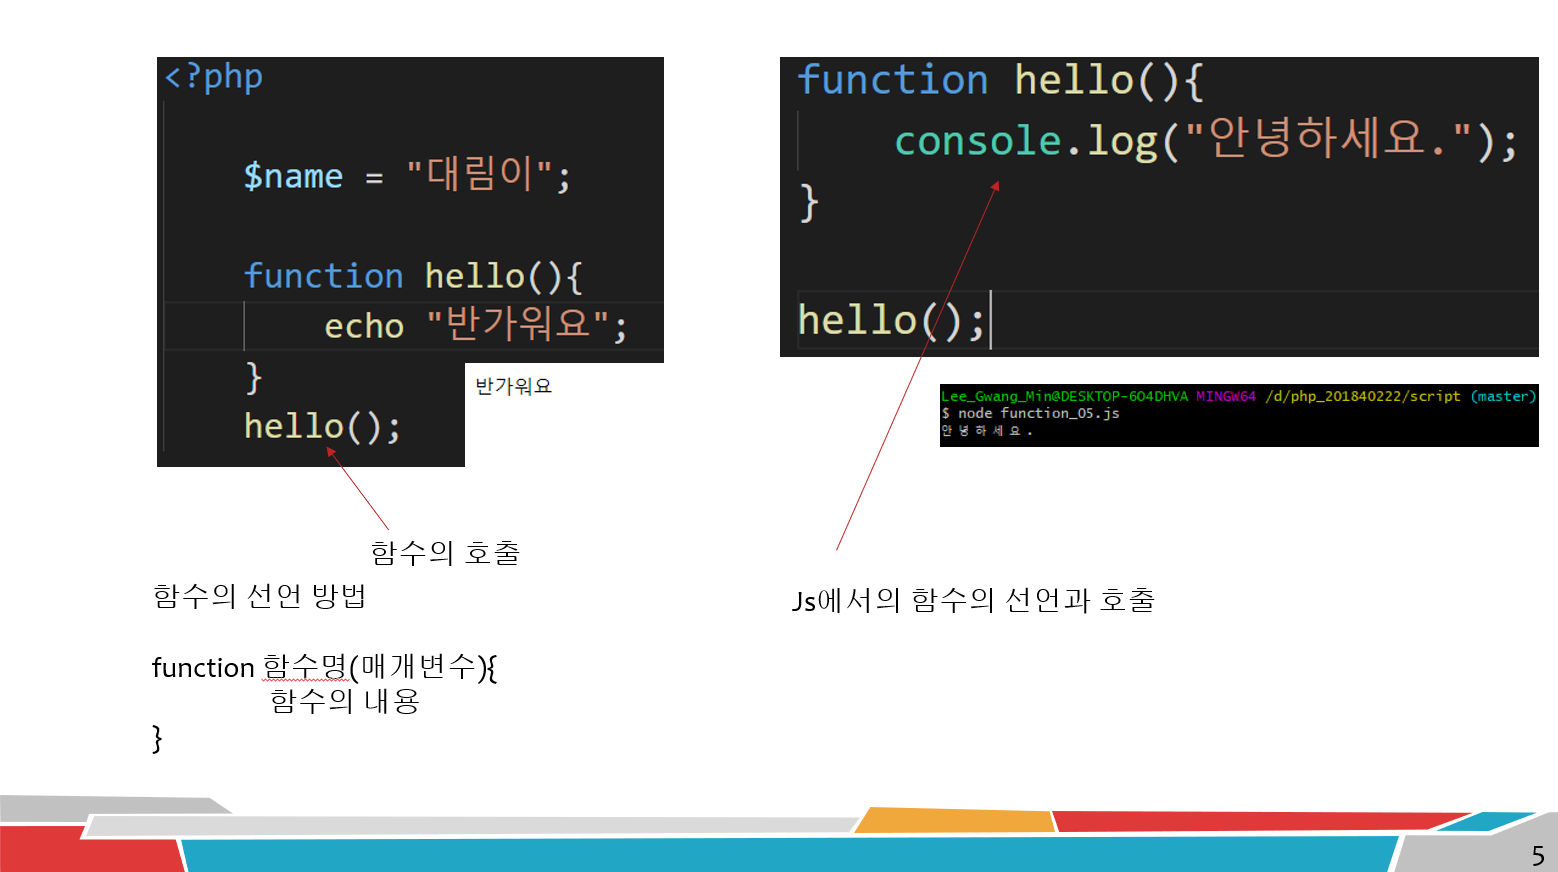 <?php
$name = "대림이";
function hello(){
echo "반가워요";
}
hello();
반가워요
함수의 호출
함수의 선언 방법
function 함수명(매개변수){
함수의 내용
}
function hello(){
console.log("안녕하세요.");
}
hello();
Lee_Gwang_Min@DESKTOP-6O4DHVA MINGW64 /d/php_201840222/script (master)
$ node function_05.js
안녕하세요.
Js에서의 함수의 선언과 호출
5